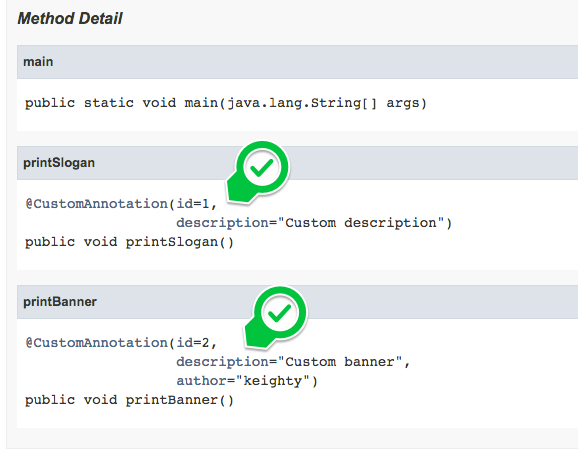 Method Detail
main
public static void main(java.lang.String[] args)
printSlogan
@CustomAnnotation(id=1,
description="Custom description")
public void printSlogan()
printBanner
@CustomAnnotation(id=2,
description="Custom banner",
author="keighty")
public void printBanner()